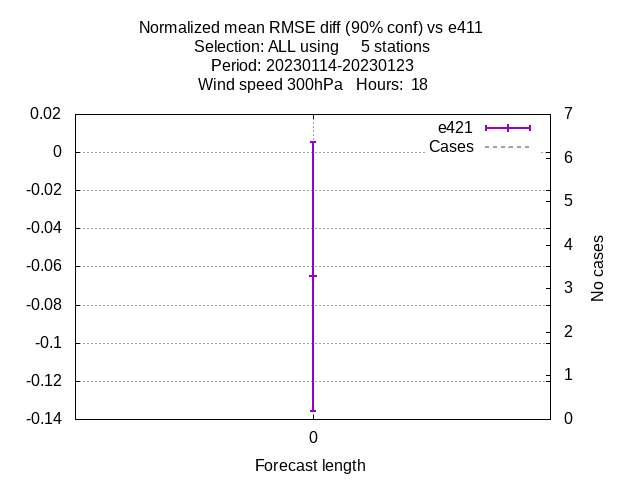 Normalized mean RMSE diff (90% conf) vs e411
Selection: ALL using     5 stations
Period: 20230114-20230123
Wind speed 300hPa   Hours:  18
e421
Cases
0.02
0
-0.02
-0.04
-0.06
-0.08
-0.1
-0.12
-0.14
7
6
5
4
3
2
1
0
No cases
0
Forecast length